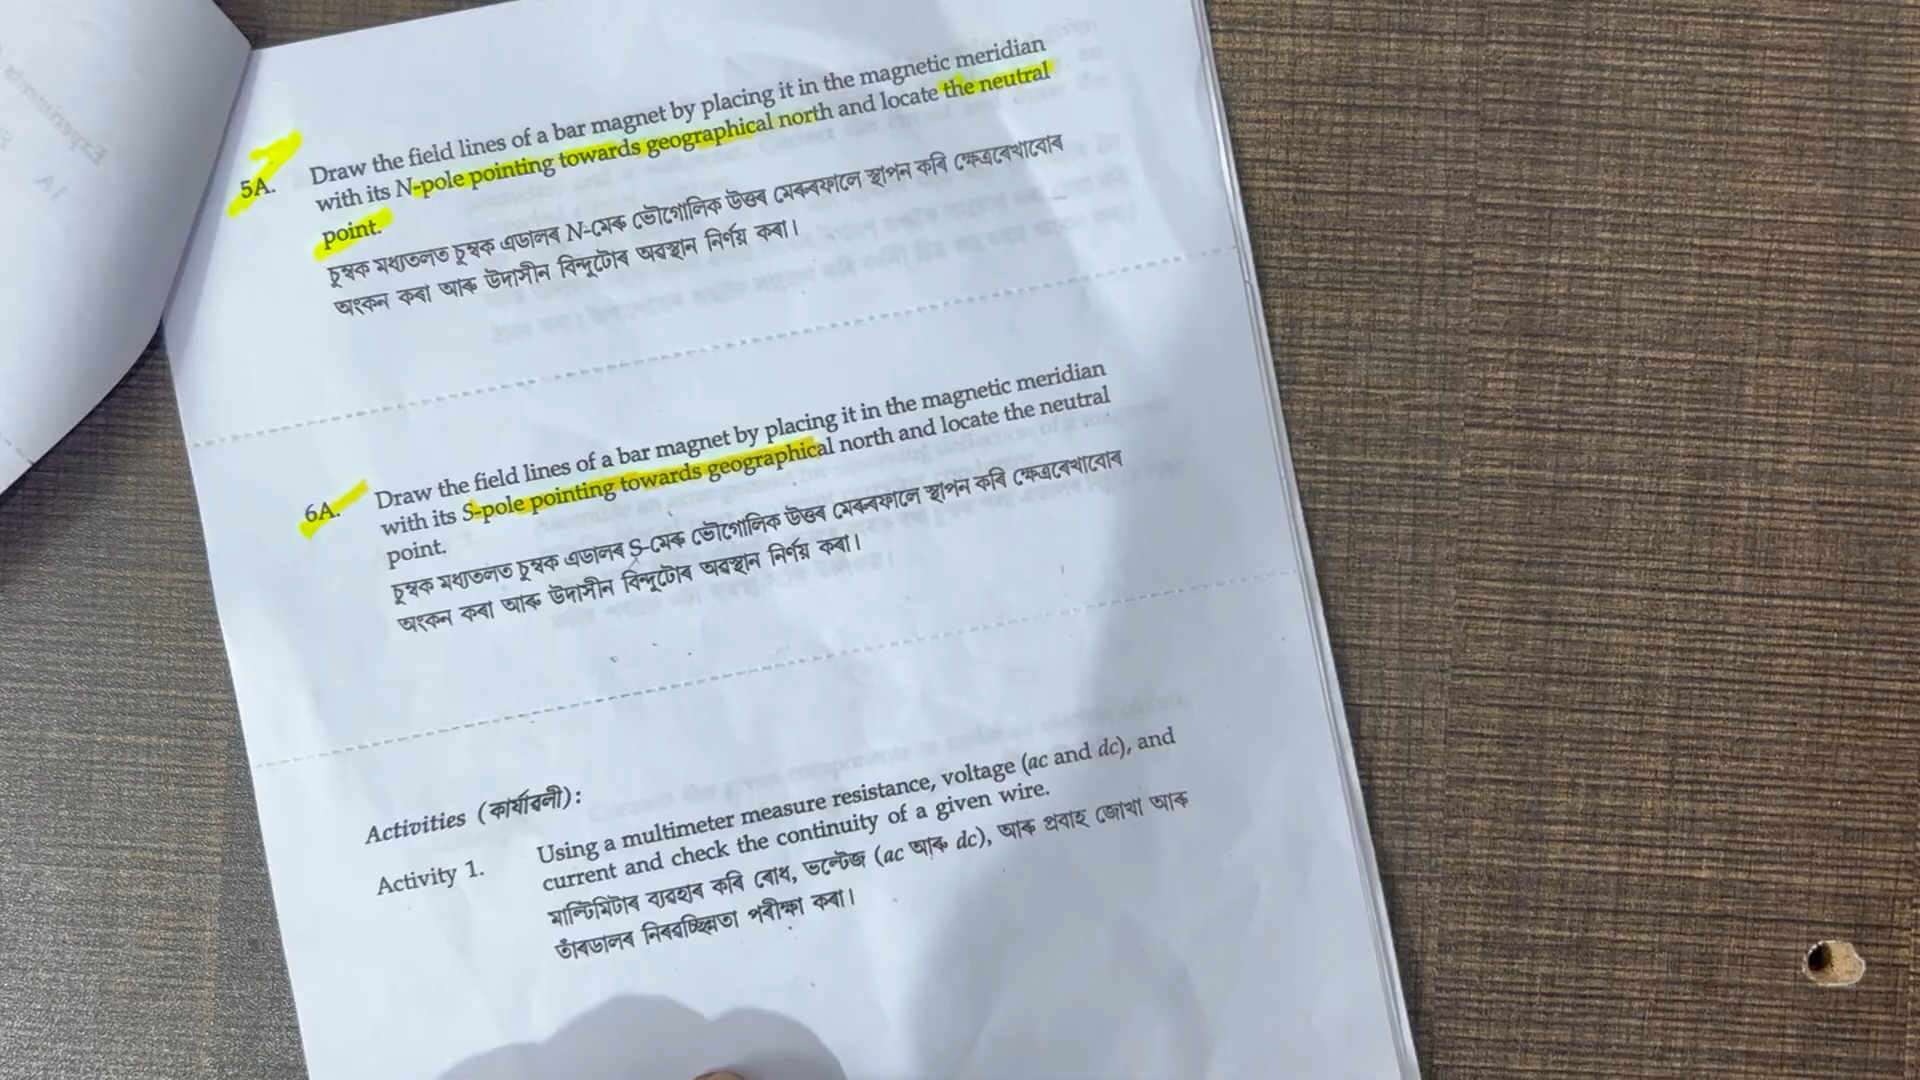 5A. Draw the field lines of a bar magnet by placing it in the magnetic meridian
with its N-pole pointing towards geographical north and locate the neutral
point.
চুম্বক মধ্যতলত চুম্বক এডালৰ N-মেৰু ভৌগোলিক উত্তৰ মেৰুৰফালে স্থাপন কৰি ক্ষেত্ৰৰেখাবোৰ
অংকন কৰা আৰু উদাসীন বিন্দুটোৰ অৱস্থান নিৰ্ণয় কৰা।
6A. Draw the field lines of a bar magnet by placing it in the magnetic meridian
with its S-pole pointing towards geographical north and locate the neutral
point.
চুম্বক মধ্যতলত চুম্বক এডালৰ S-মেৰু ভৌগোলিক উত্তৰ মেৰুৰফালে স্থাপন কৰি ক্ষেত্ৰৰেখাবোৰ
অংকন কৰা আৰু উদাসীন বিন্দুটোৰ অৱস্থান নিৰ্ণয় কৰা।
Activities (কাৰ্যাৱলী):
Activity 1. Using a multimeter measure resistance, voltage (ac and dc), and
current and check the continuity of a given wire.
মাল্টিমিটাৰ ব্যৱহাৰ কৰি ৰোধ, ভল্টেজ (ac আৰু dc), আৰু প্ৰবাহ জোখা আৰু
তাঁৰডালৰ নিৰৱচ্ছিন্নতা পৰীক্ষা কৰা।